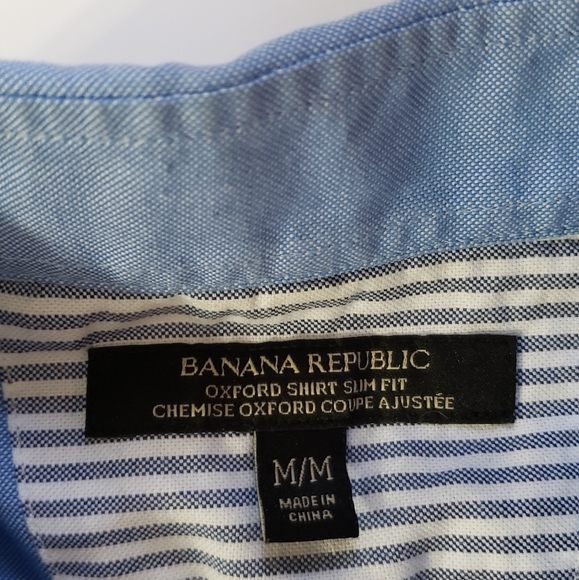 BANANA REPUBLIC
OXFORD SHIRT SLIM FIT
CHEMISE OXFORD COUPE AJUSTÉE
M/M
MADE IN
CHINA